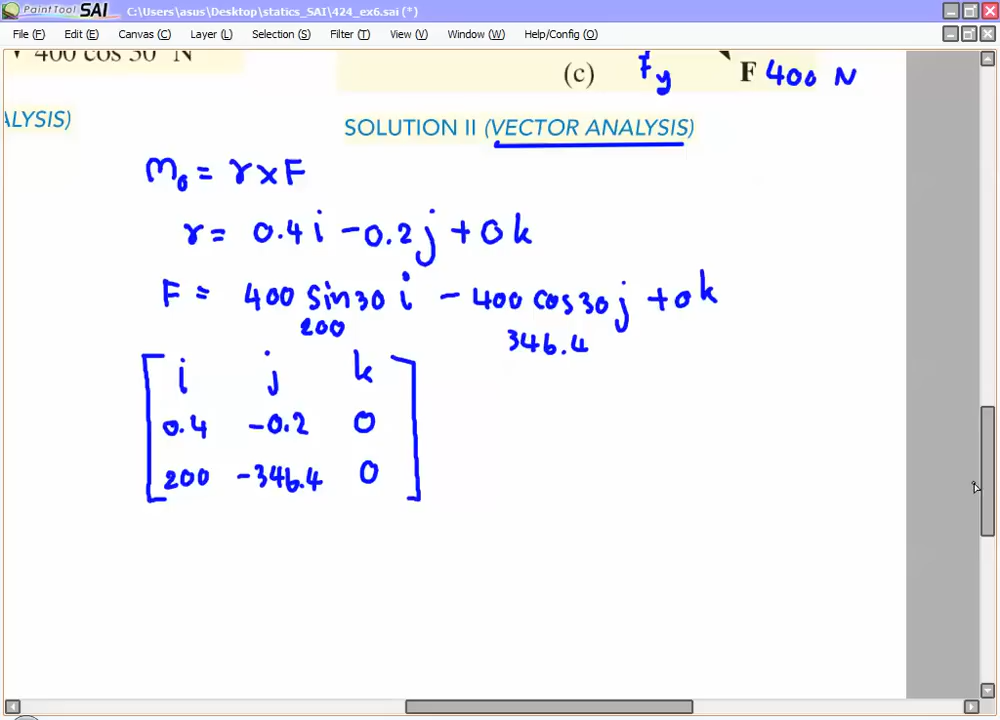 PaintTool SAI C:\Users\asus\Desktop\statics_SAI\424_ex6.sai (*)
File (F) Edit (E) Canvas (C) Layer (L) Selection (S) Filter (T) View (V) Window (W) Help/Config (O)
400 cos 30° N
(c) Fy F 400 N
ALYSIS) SOLUTION II (VECTOR ANALYSIS)
Mo = r x F
r = 0.4 i - 0.2 j + 0 k
F = 400 sin30 i - 400 cos30 j + 0k
200 346.4
i j k
0.4 -0.2 0
200 -346.4 0